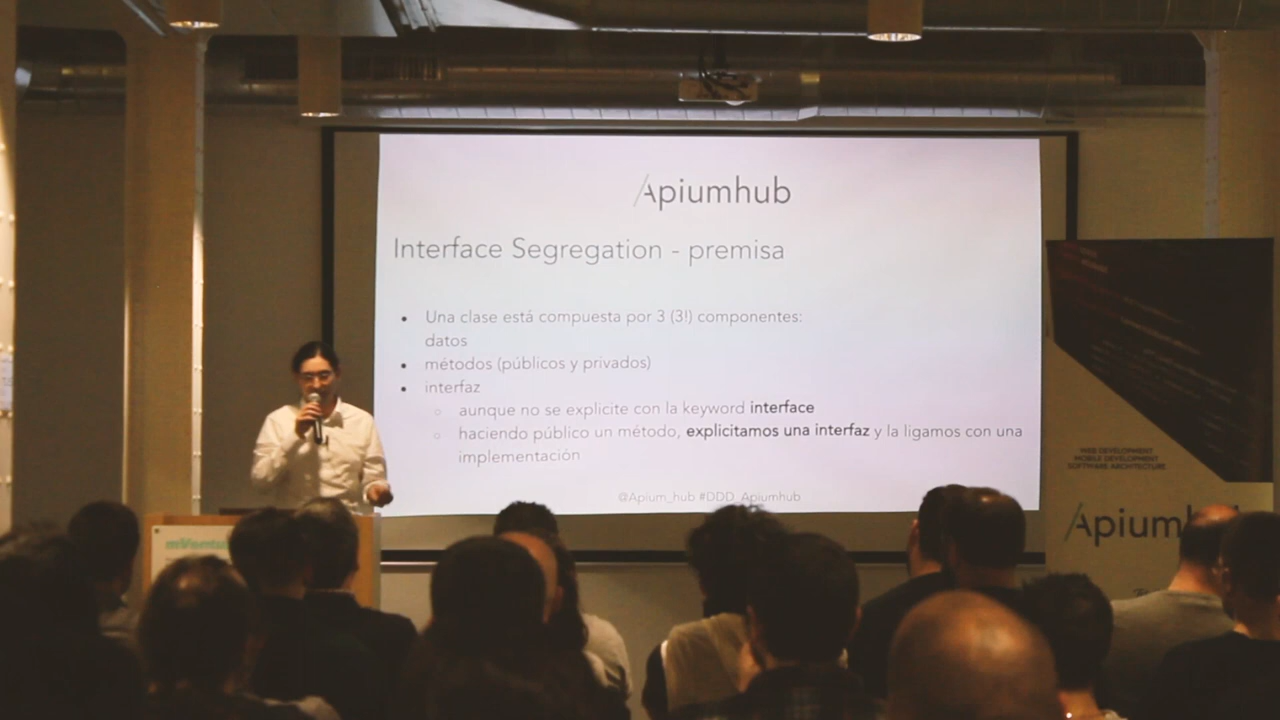 Apiumhub
Interface Segregation - premisa
Una clase está compuesta por 3 (3!) componentes:
datos
métodos (públicos y privados)
interfaz
aunque no se explicite con la keyword interface
haciendo público un método, explicitamos una interfaz y la ligamos con una
implementación
@Apium_hub #DDD_Apiumhub
WEB DEVELOPMENT
MOBILE DEVELOPMENT
SOFTWARE ARCHITECTURE